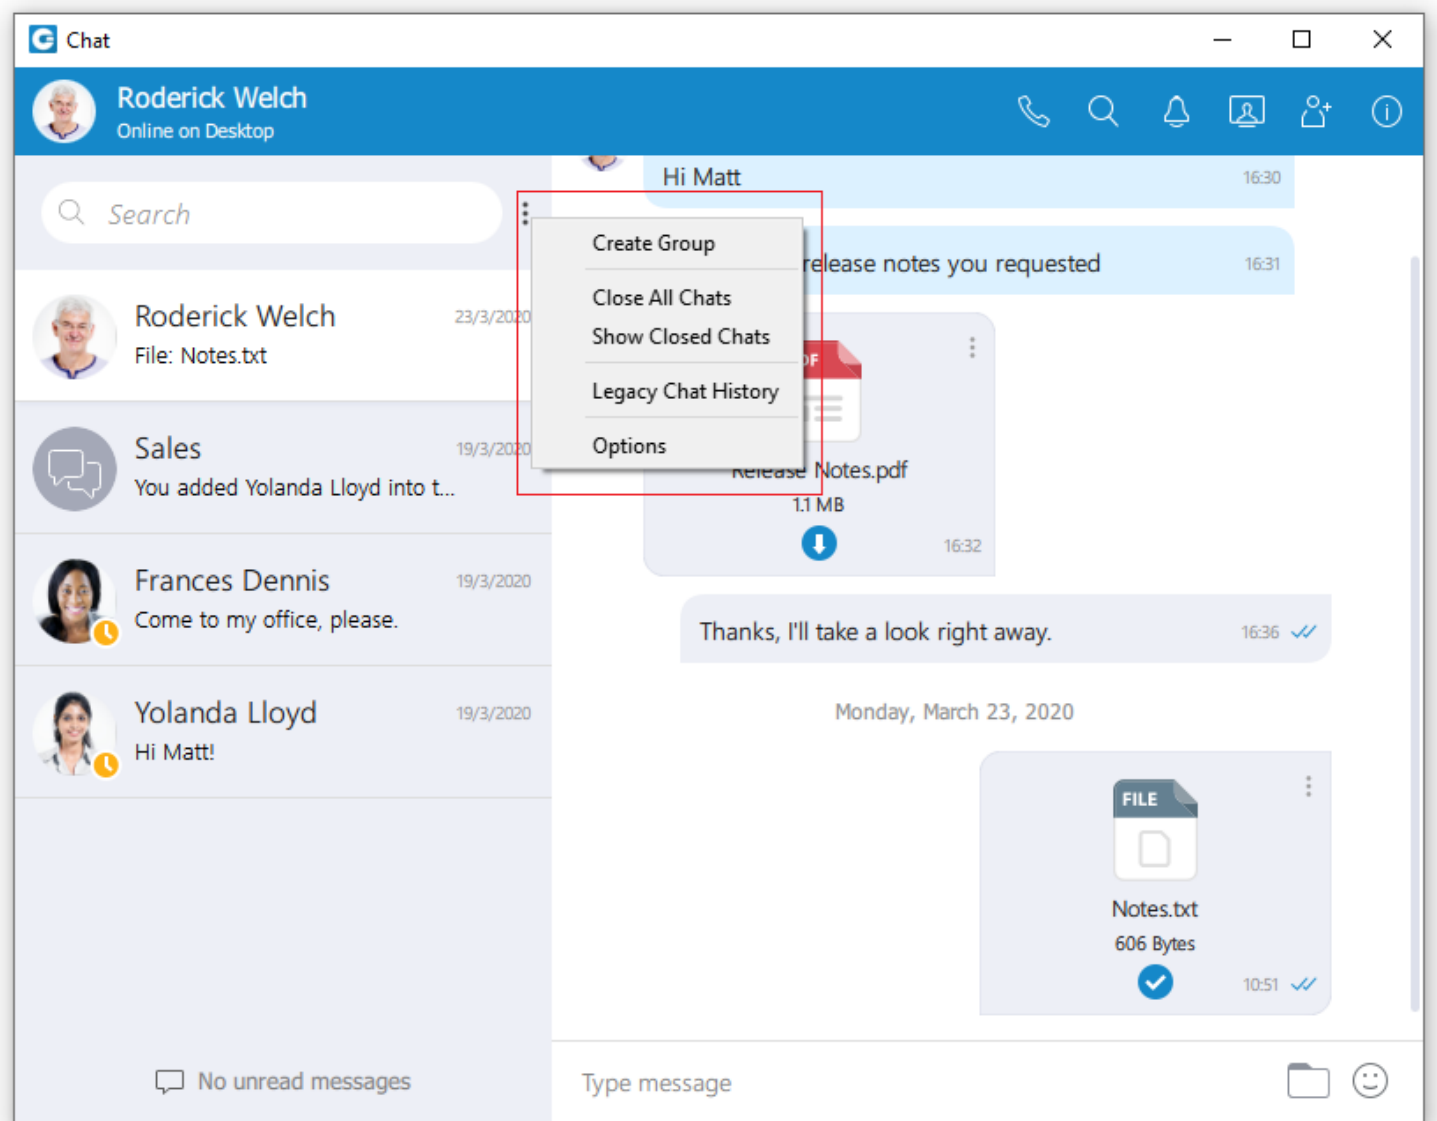 Chat
Roderick Welch
Online on Desktop
Search
Roderick Welch 23/3/2020
File: Notes.txt
Sales 19/3/2020
You added Yolanda Lloyd into t...
Frances Dennis 19/3/2020
Come to my office, please.
Yolanda Lloyd 19/3/2020
Hi Matt!
No unread messages
Create Group
Close All Chats
Show Closed Chats
Legacy Chat History
Options
Hi Matt 16:30
release notes you requested 16:31
Release Notes.pdf
1.1 MB
16:32
Thanks, I'll take a look right away. 16:36
Monday, March 23, 2020
FILE
Notes.txt
606 Bytes
10:51
Type message